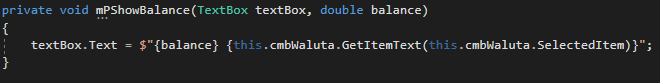 private void mPShowBalance(TextBox textBox, double balance)
{
textBox.Text = $"{balance} {this.cmbWaluta.GetItemText(this.cmbWaluta.SelectedItem)}";
}